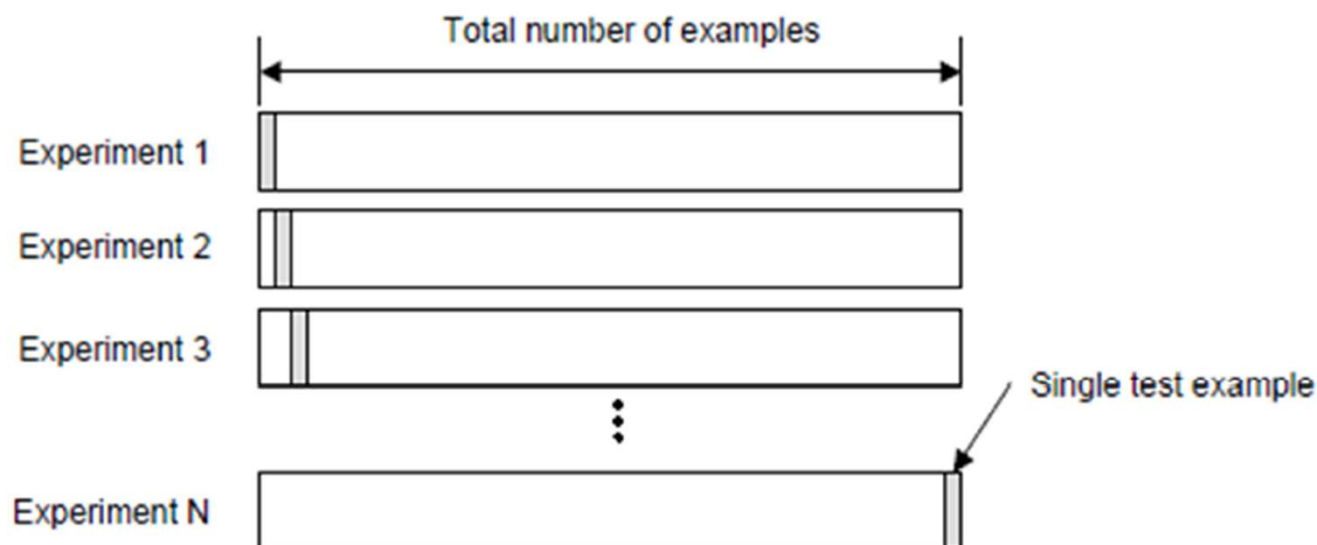 Total number of examples
Experiment 1
Experiment 2
Experiment 3
Single test example
Experiment N